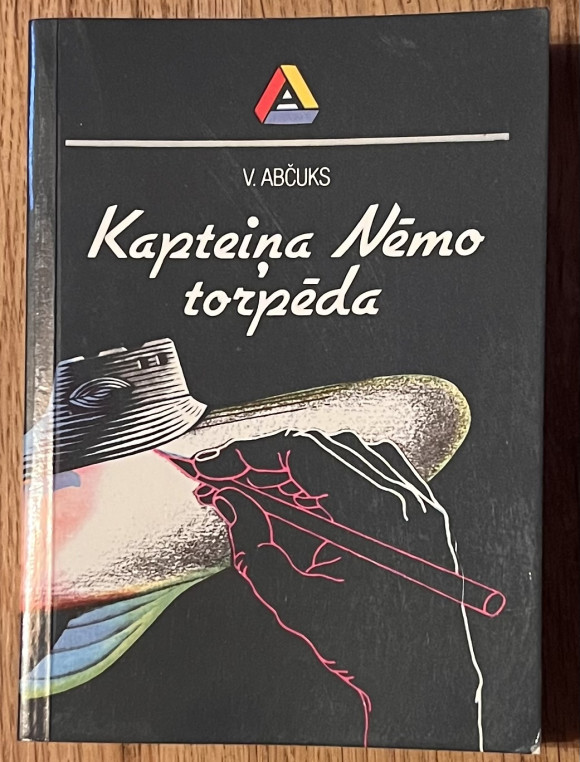 V. ABČUKS
Kapteiņa Nēmo
torpēda